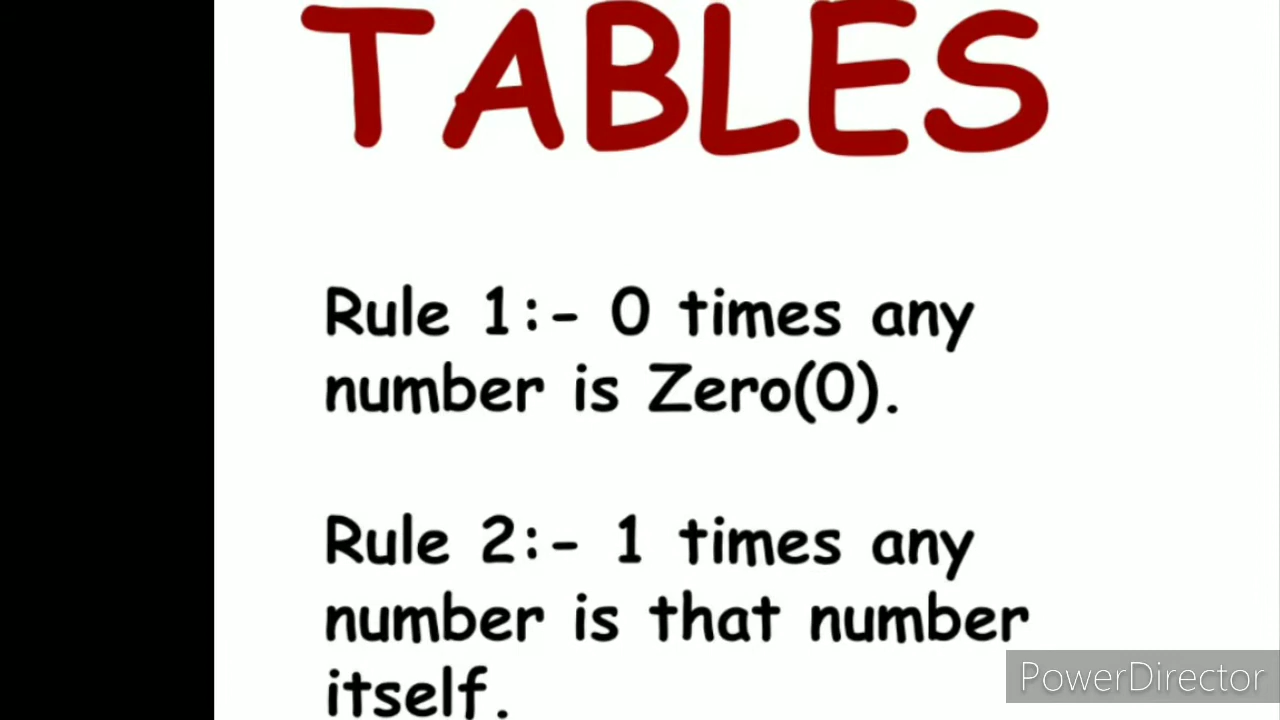 TABLES
Rule 1:- 0 times any
number is Zero(0).
Rule 2:- 1 times any
number is that number
itself.
PowerDirector